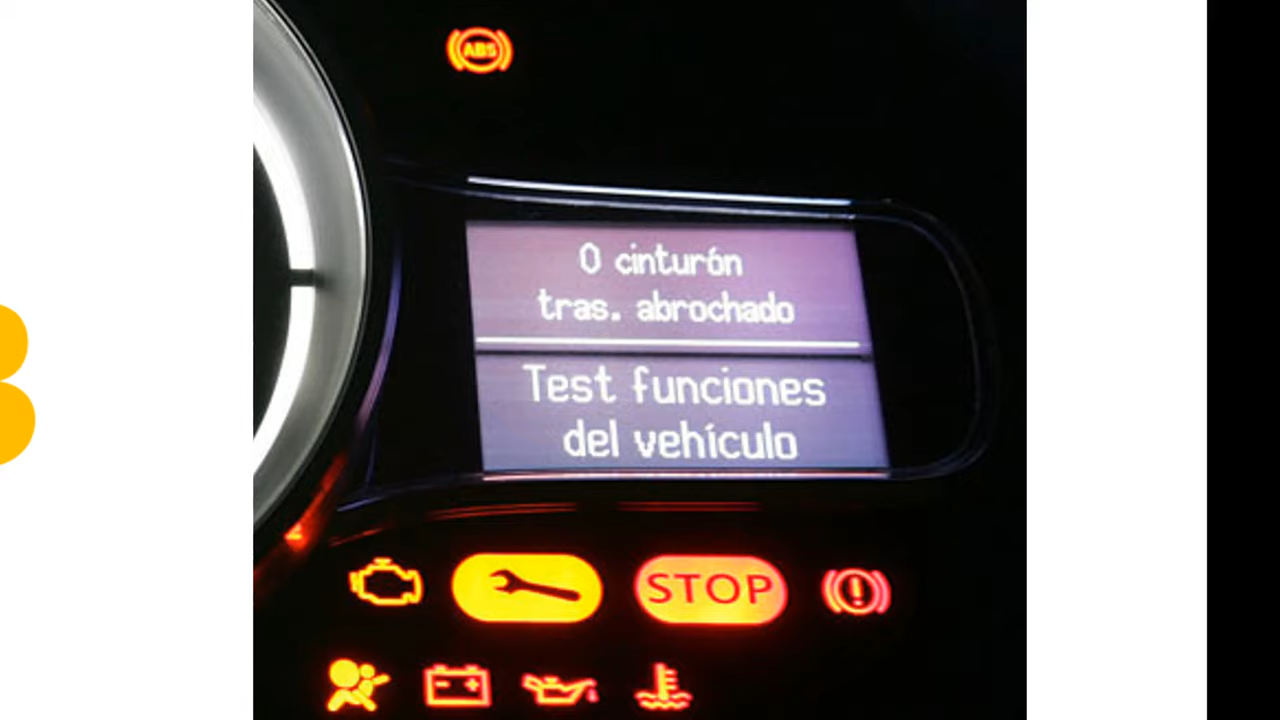 ABS
0 cinturón
tras. abrochado
Test funciones
del vehículo
STOP